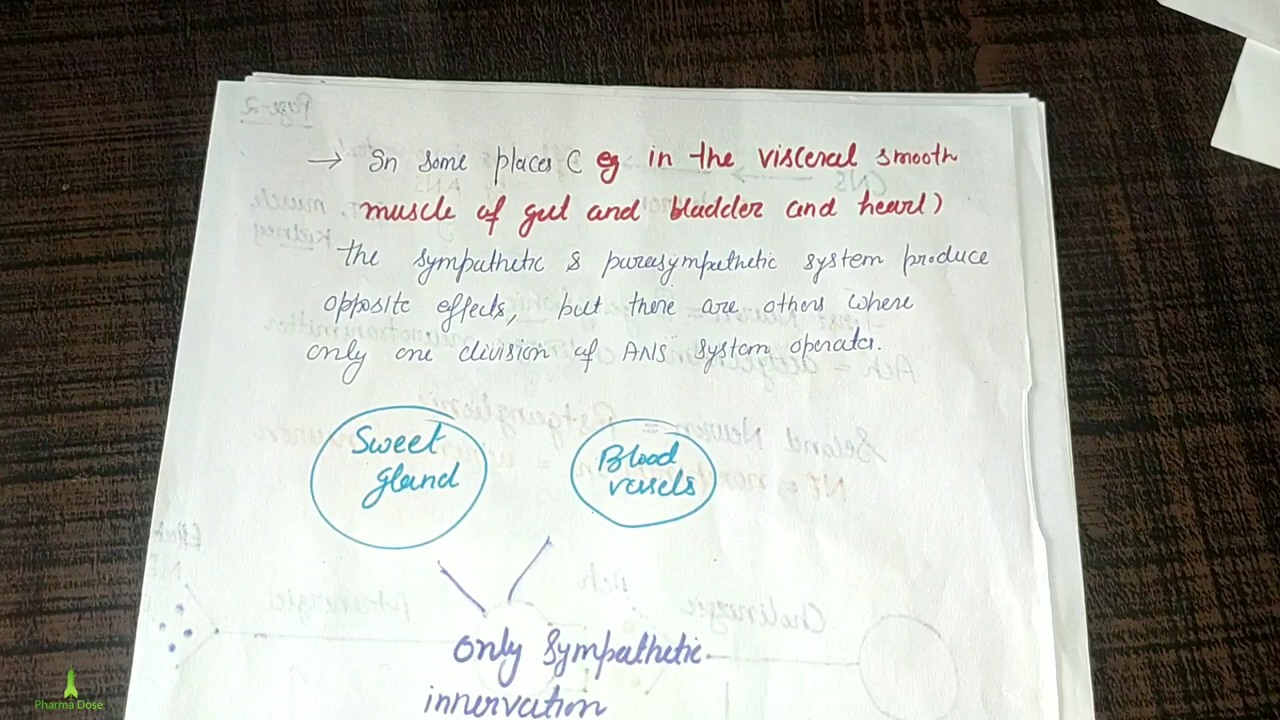 → In some places ( eg in the visceral smooth
muscle of gut and bladder and heart)
the sympathetic & parasympathetic system produce
opposite effects, but there are others where
only one division of ANS system operates.
Sweet
gland
Blood
vessels
only sympathetic
innervation
Pharma Dose